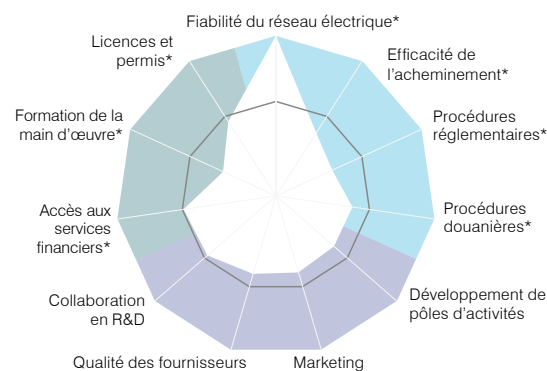 Fiabilité du réseau électrique*
Efficacité de
l’acheminement*
Procédures
réglementaires*
Procédures
douanières*
Développement de
pôles d’activités
Marketing
Qualité des fournisseurs
Collaboration
en R&D
Accès aux
services
financiers*
Formation de la
main d’œuvre*
Licences et
permis*